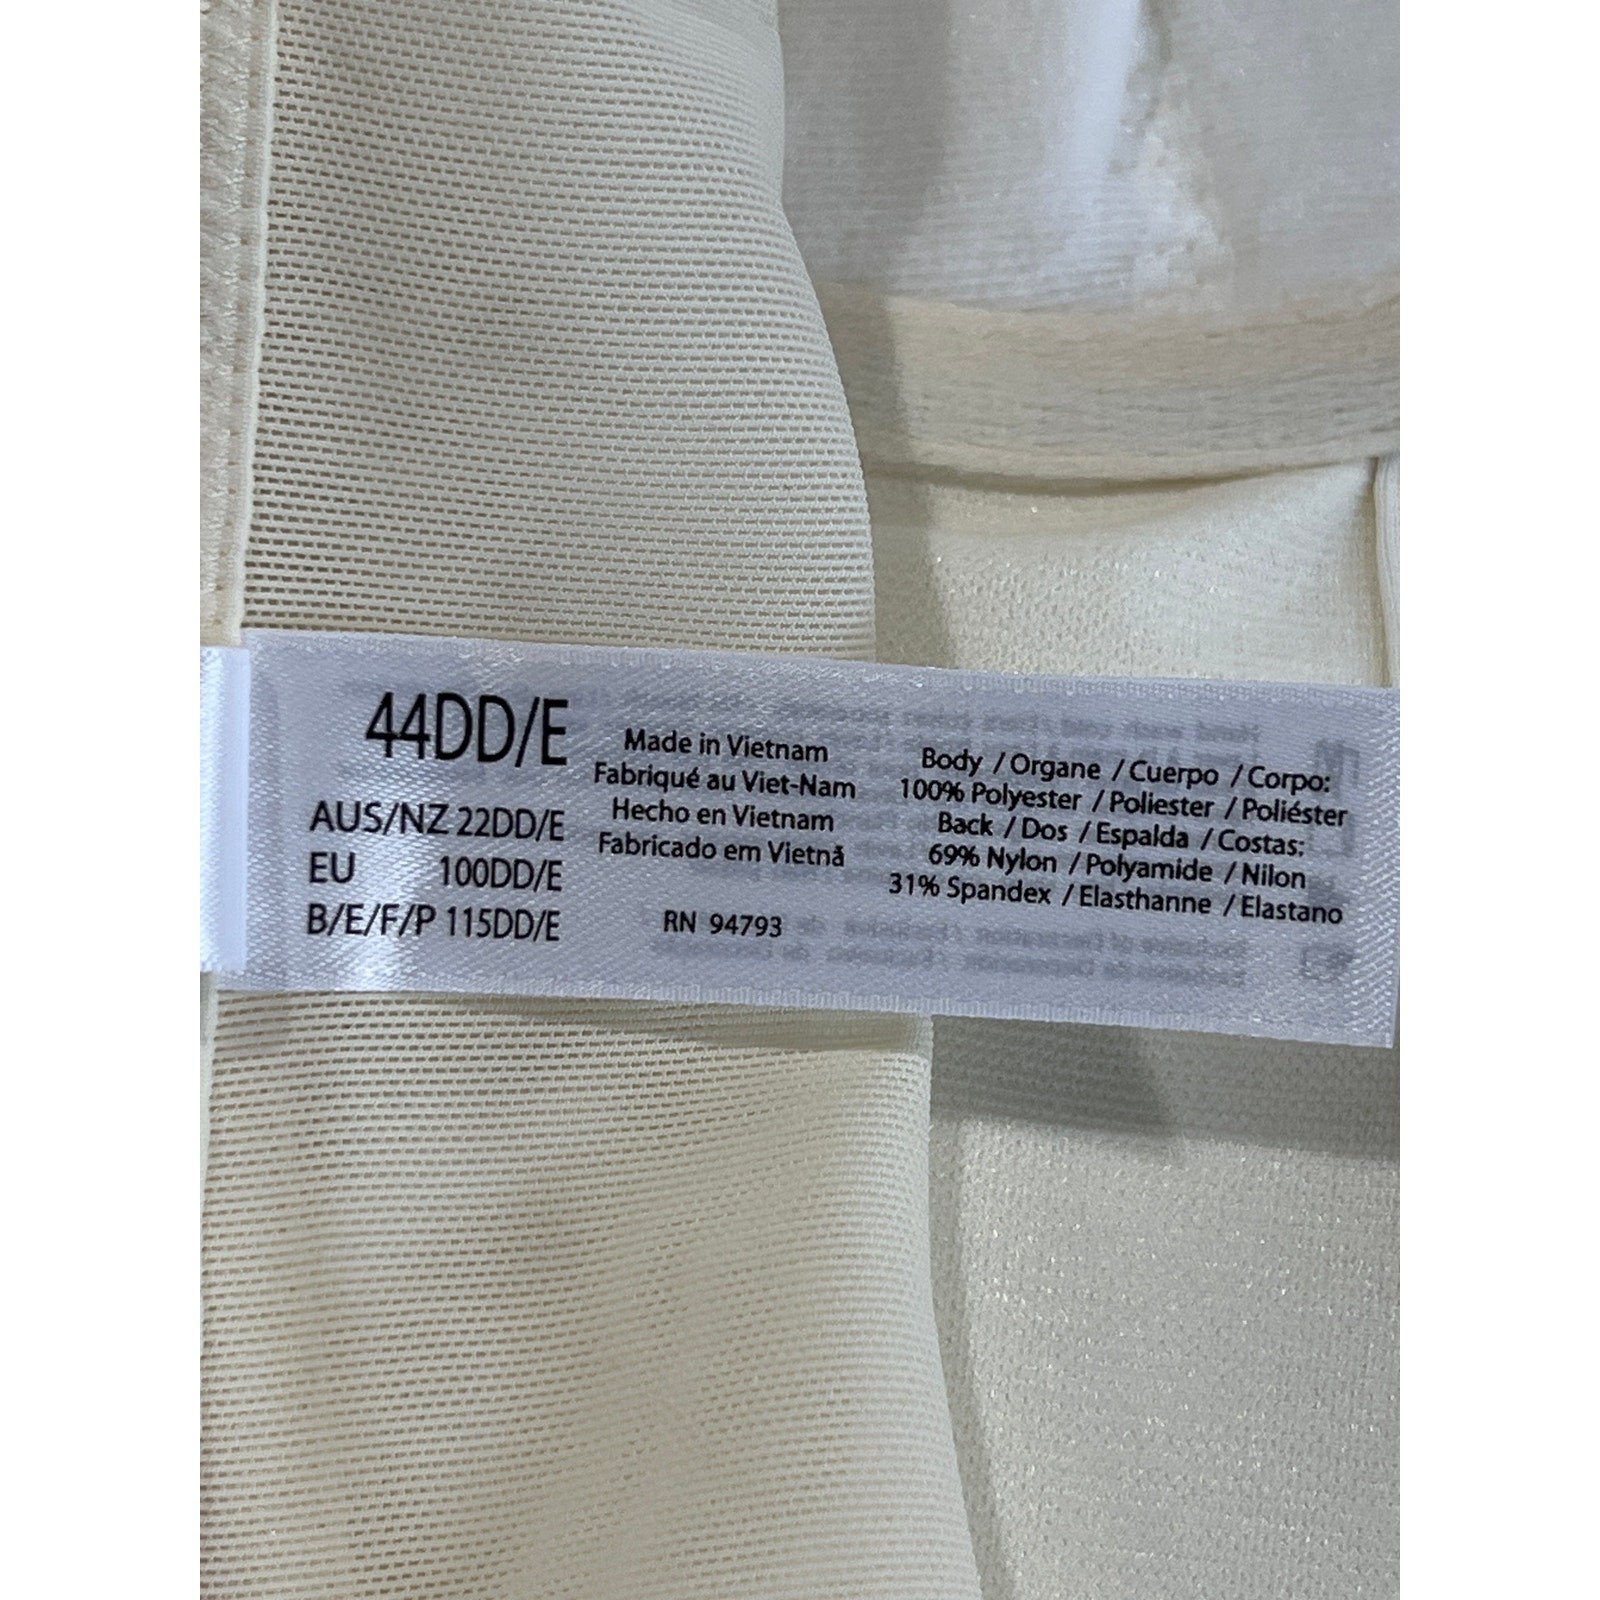 44DD/E
AUS/NZ 22DD/E
EU 100DD/E
B/E/F/P 115DD/E
Made in Vietnam
Fabriqué au Viet-Nam
Hecho en Vietnam
Fabricado em Vietnã
RN 94793
Body / Organe / Cuerpo / Corpo:
100% Polyester / Poliester / Poliéster
Back / Dos / Espalda / Costas:
69% Nylon / Polyamide / Nilon
31% Spandex / Elasthanne / Elastano